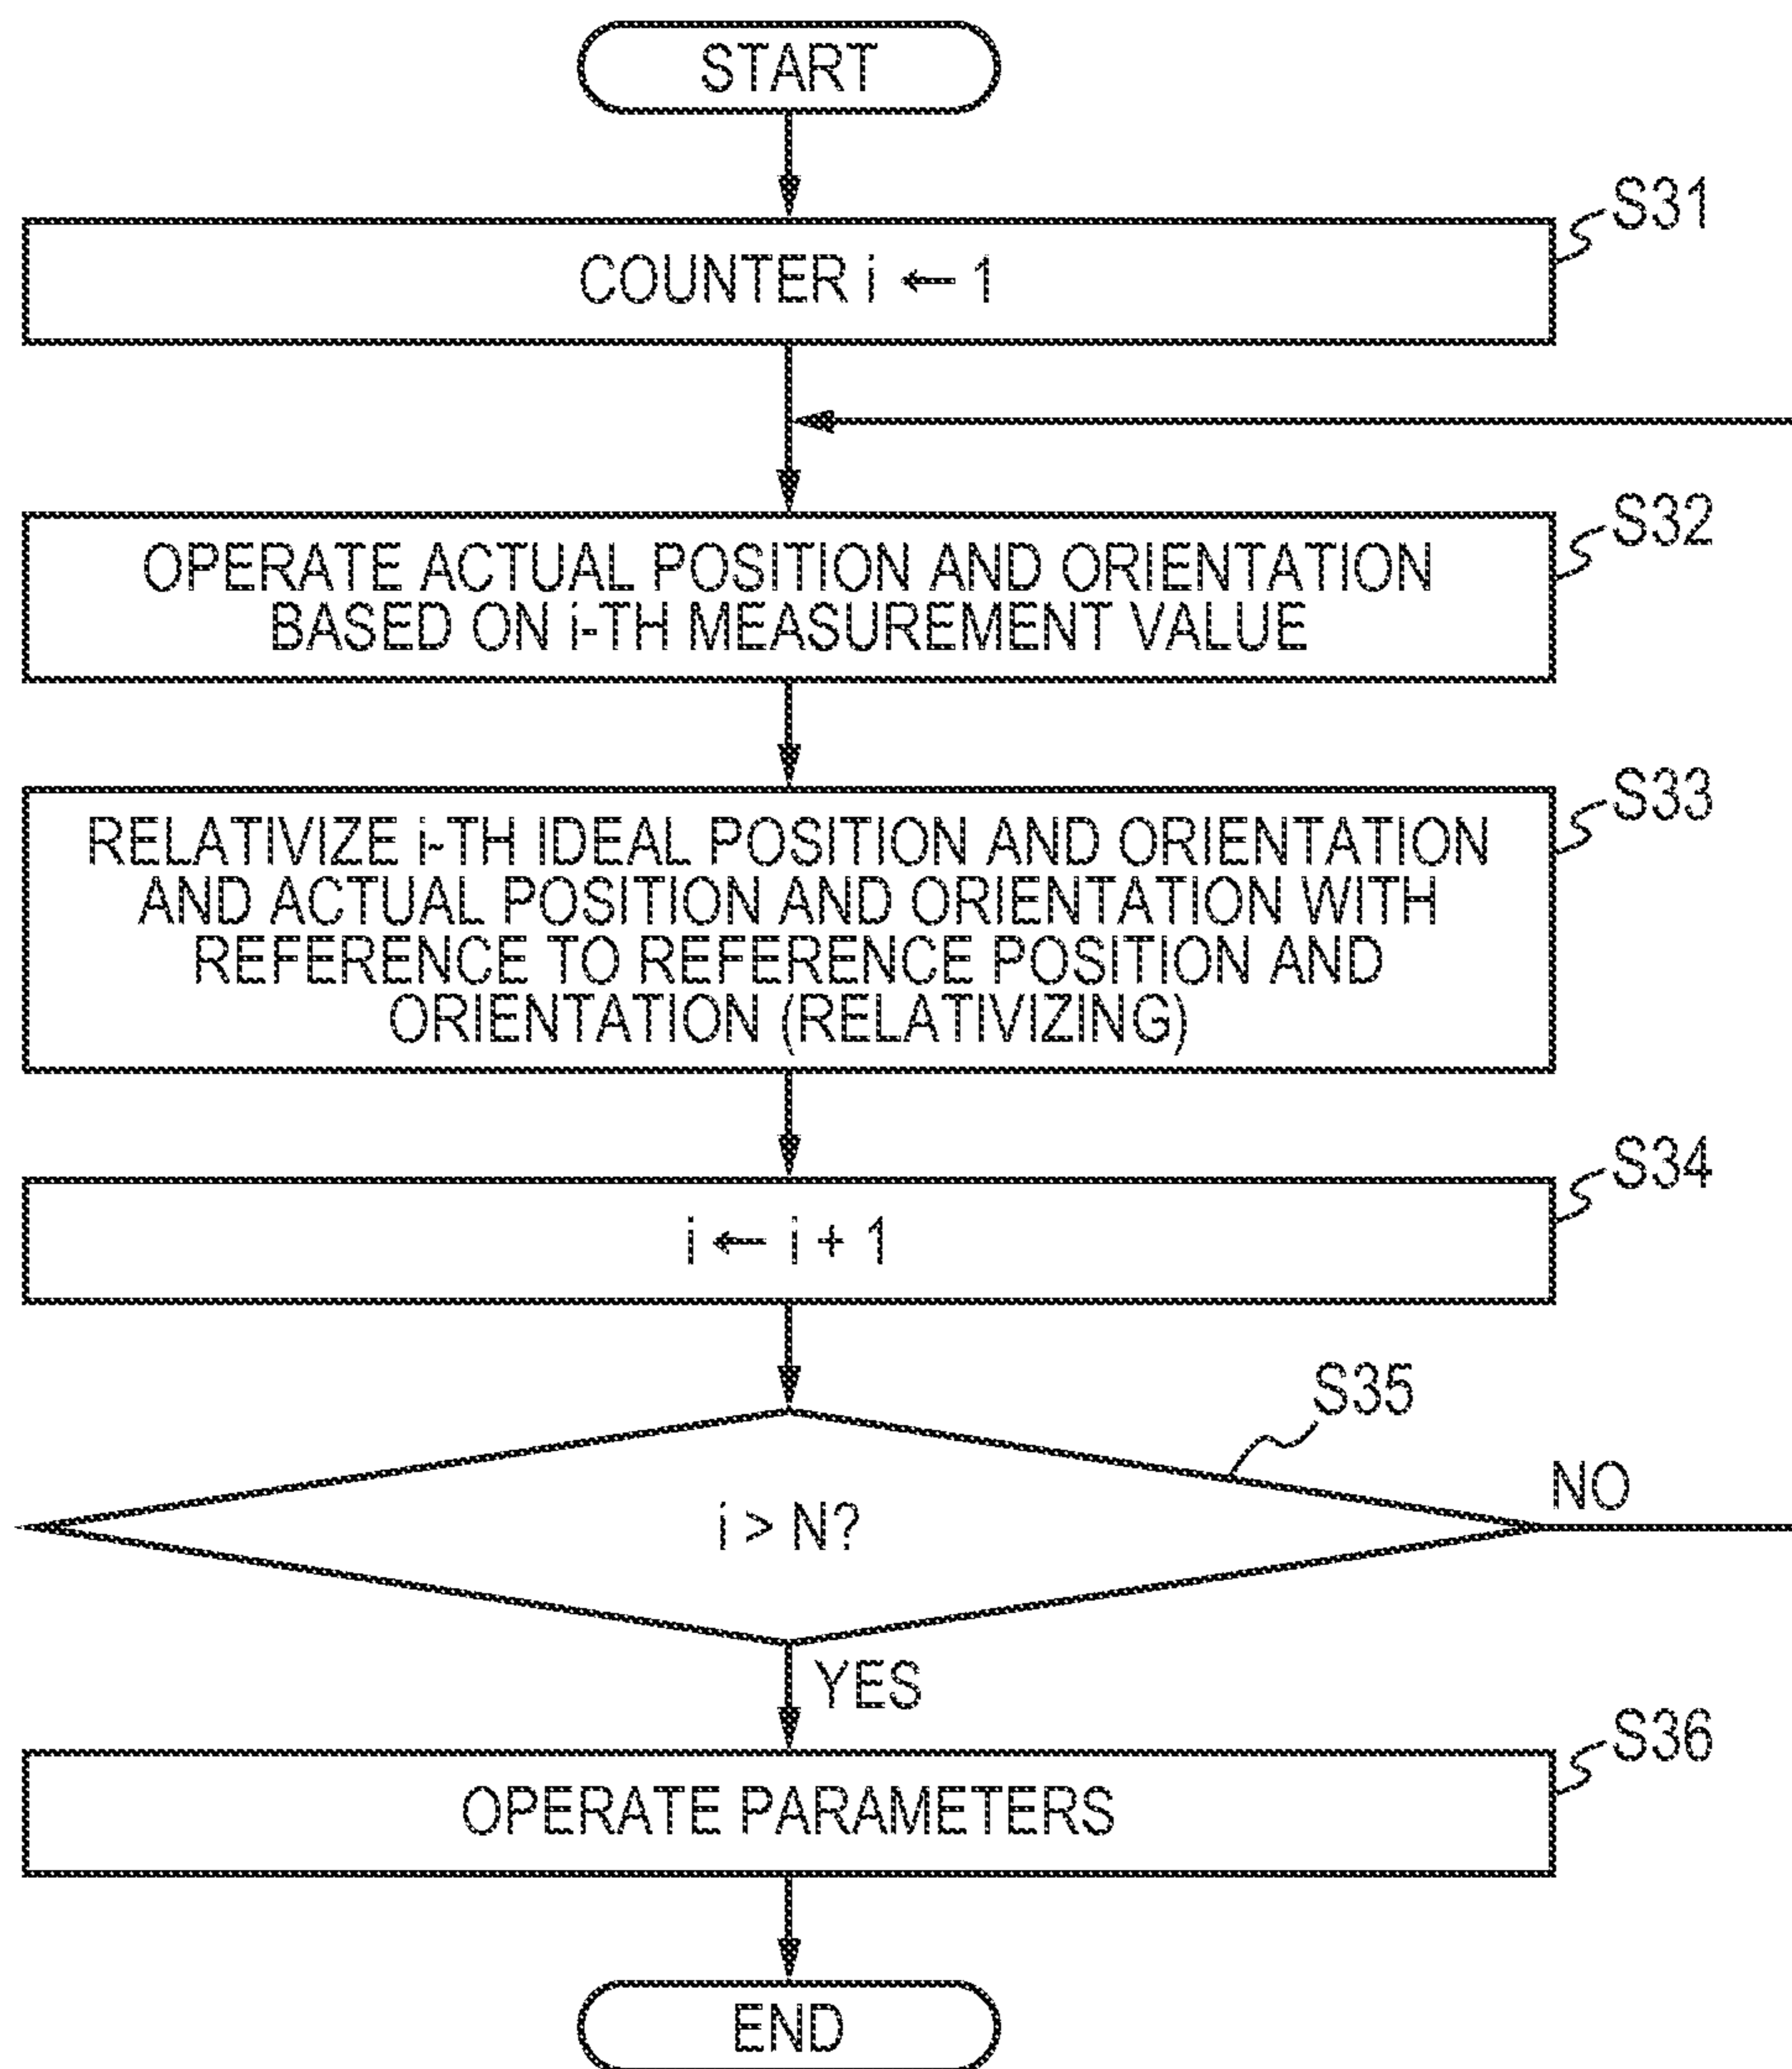 START
S31
COUNTER i ← 1
S32
OPERATE ACTUAL POSITION AND ORIENTATION
BASED ON i-TH MEASUREMENT VALUE
S33
RELATIVIZE i-TH IDEAL POSITION AND ORIENTATION
AND ACTUAL POSITION AND ORIENTATION WITH
REFERENCE TO REFERENCE POSITION AND
ORIENTATION (RELATIVIZING)
S34
i ← i + 1
S35
NO
i > N?
YES
S36
OPERATE PARAMETERS
END